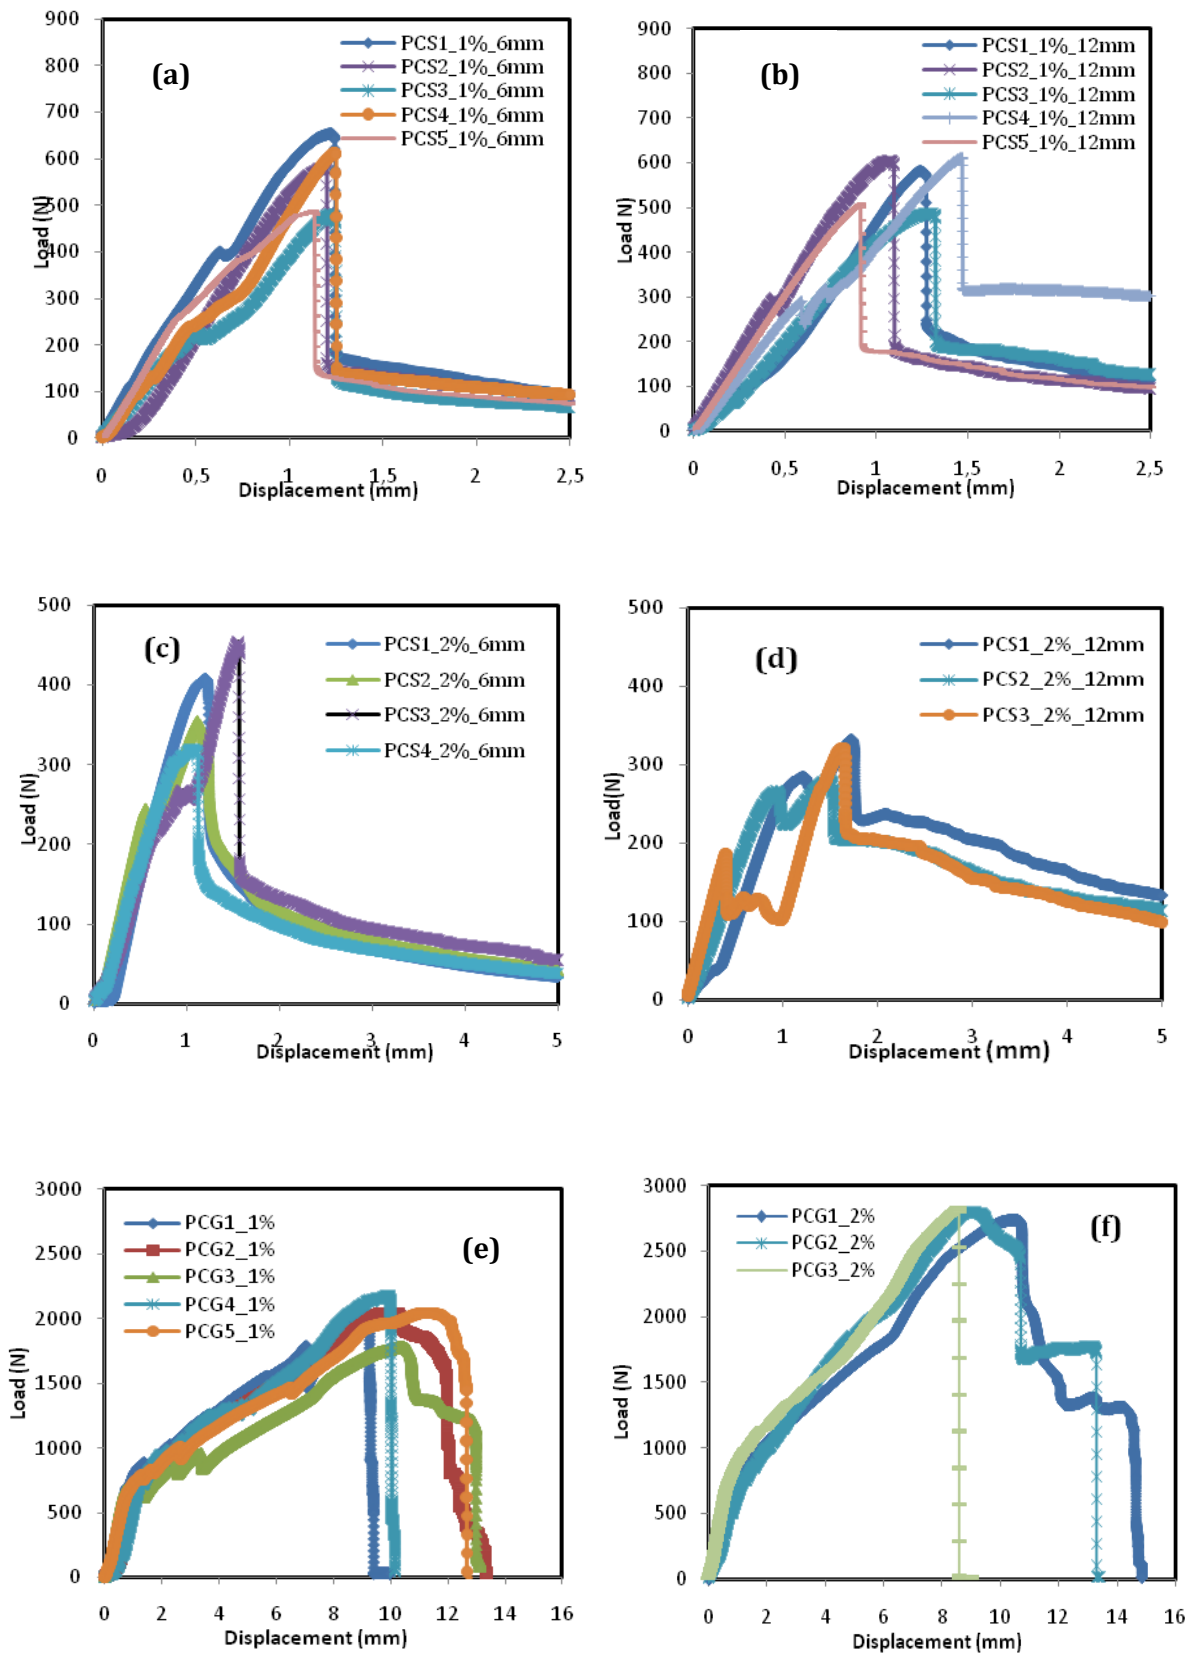 (a)
PCS1_1%_6mm
PCS2_1%_6mm
PCS3_1%_6mm
PCS4_1%_6mm
PCS5_1%_6mm
900
800
700
600
500
400
300
200
100
0
Load (N)
0 0,5 1 1,5 2 2,5
Displacement (mm)
(b)
PCS1_1%_12mm
PCS2_1%_12mm
PCS3_1%_12mm
PCS4_1%_12mm
PCS5_1%_12mm
900
800
700
600
500
400
300
200
100
0
Load N)
0 0,5 1 1,5 2 2,5
Displacement (mm)
(c)
PCS1_2%_6mm
PCS2_2%_6mm
PCS3_2%_6mm
PCS4_2%_6mm
500
400
300
200
100
0
Load (N)
0 1 2 3 4 5
Displacement (mm)
(d)
PCS1_2%_12mm
PCS2_2%_12mm
PCS3_2%_12mm
500
400
300
200
100
0
Load(N)
0 1 2 3 4 5
Displacement (mm)
(e)
PCG1_1%
PCG2_1%
PCG3_1%
PCG4_1%
PCG5_1%
3000
2500
2000
1500
1000
500
0
Load (N)
0 2 4 6 8 10 12 14 16
Displacement (mm)
(f)
PCG1_2%
PCG2_2%
PCG3_2%
3000
2500
2000
1500
1000
500
0
Load (N)
0 2 4 6 8 10 12 14 16
Displacement (mm)